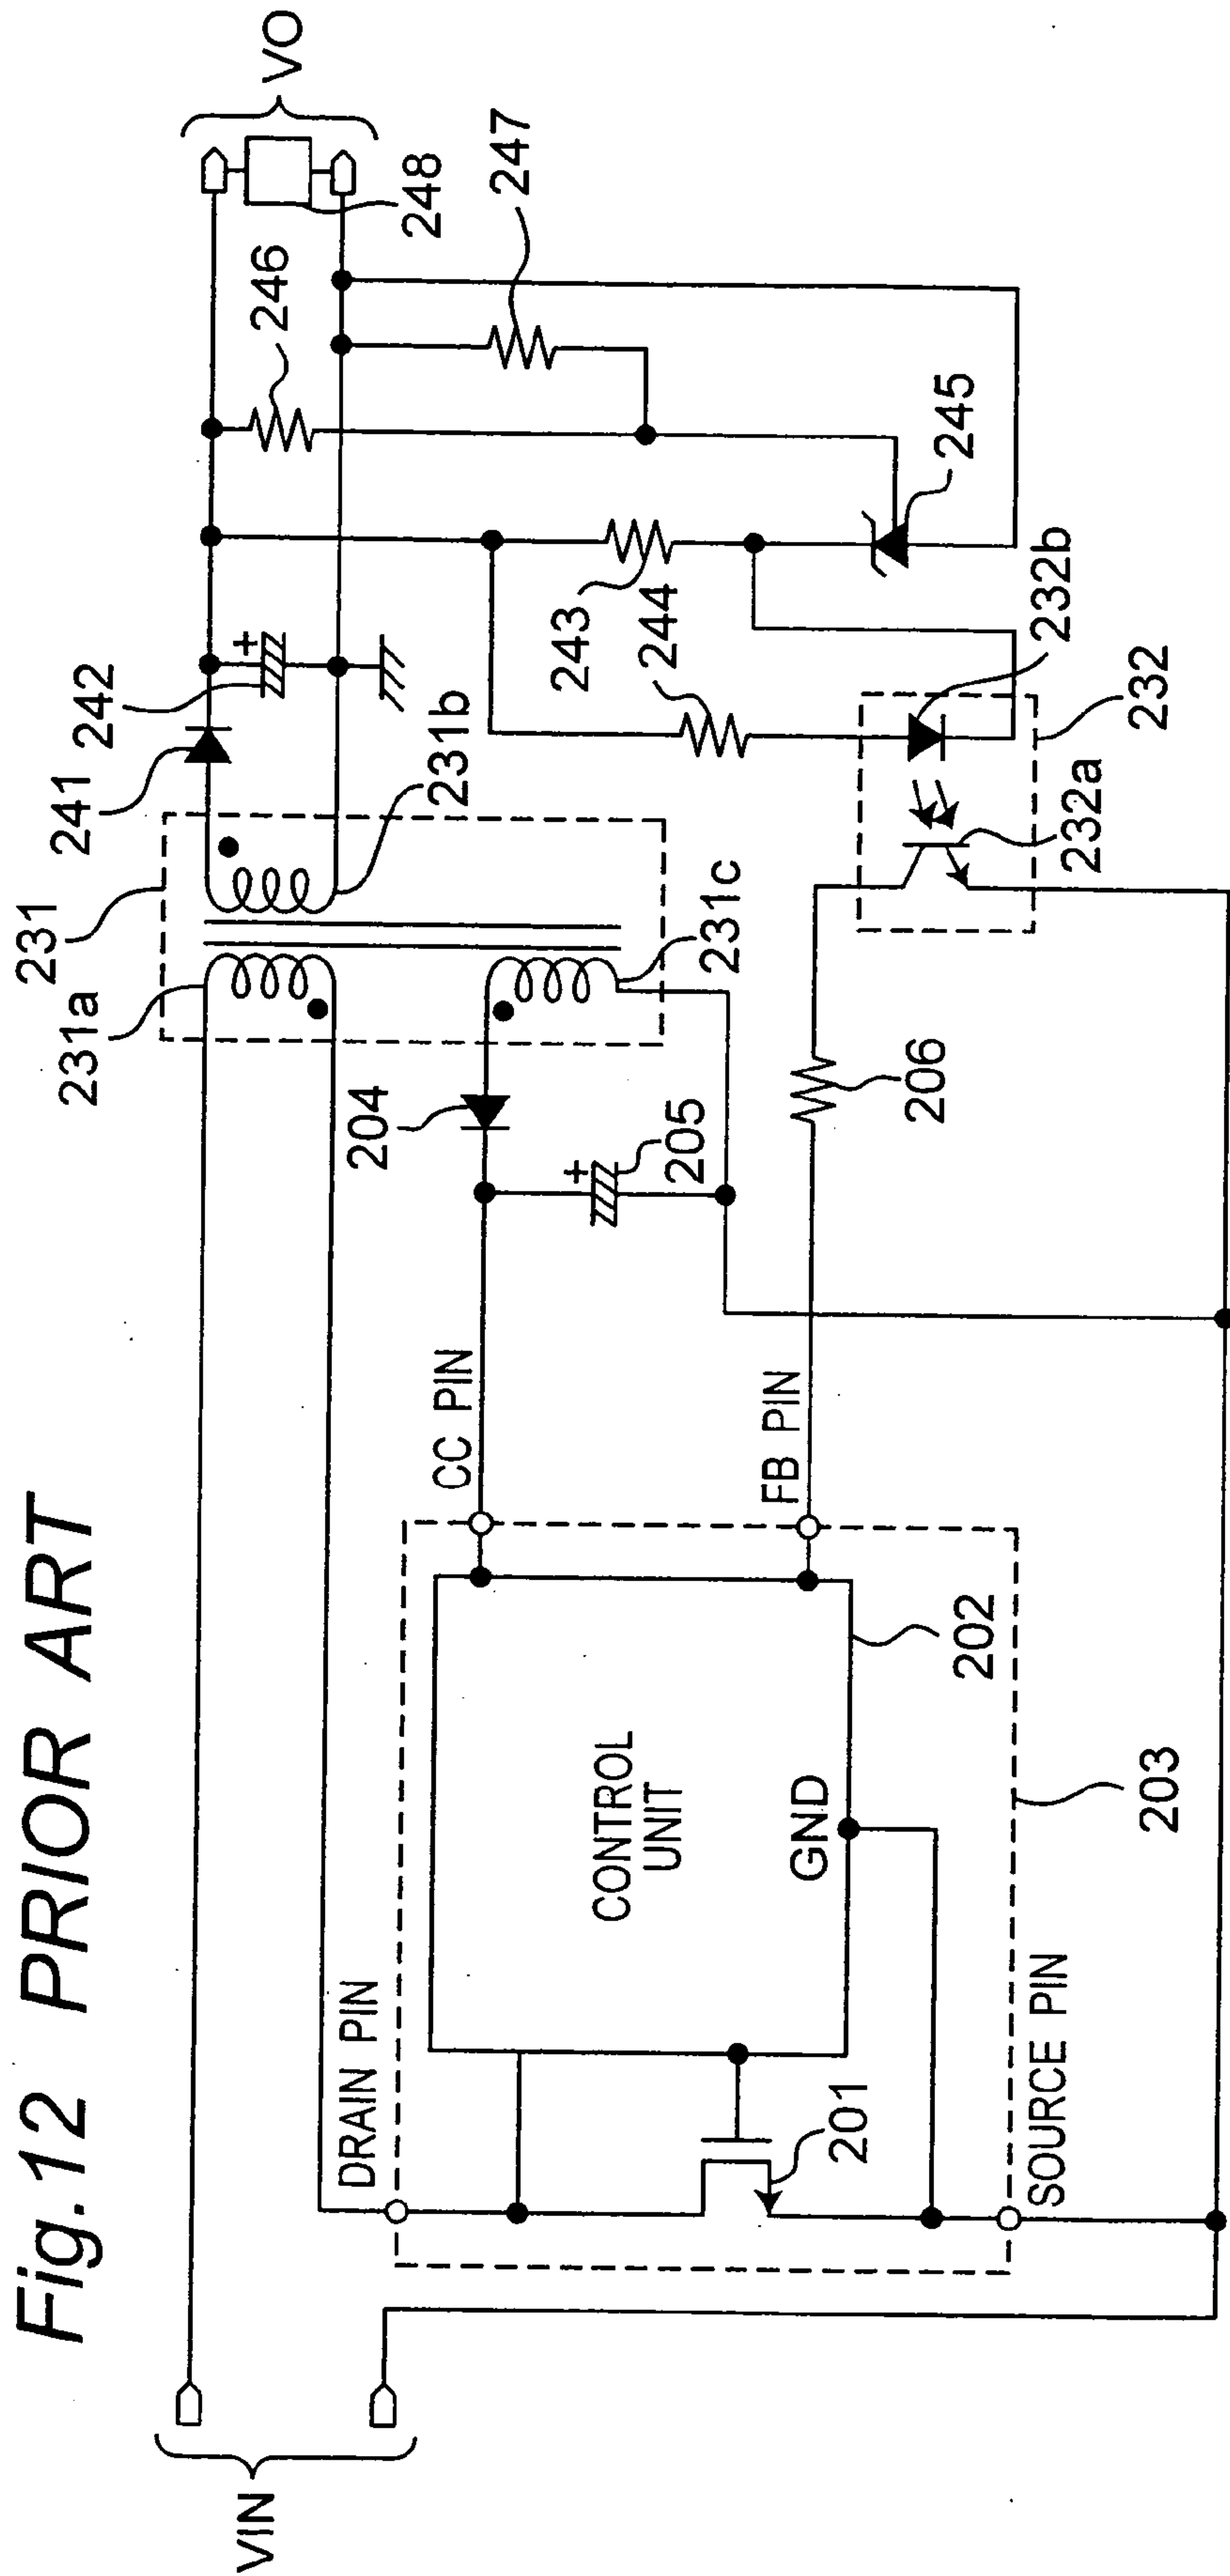 Fig.12 PRIOR ART
VIN
231
231a
241
242
+
231b
246
248
VO
247
204
231c
243
244
245
232b
232
232a
+
205
206
CC PIN
FB PIN
DRAIN PIN
CONTROL
UNIT
GND
202
201
203
SOURCE PIN